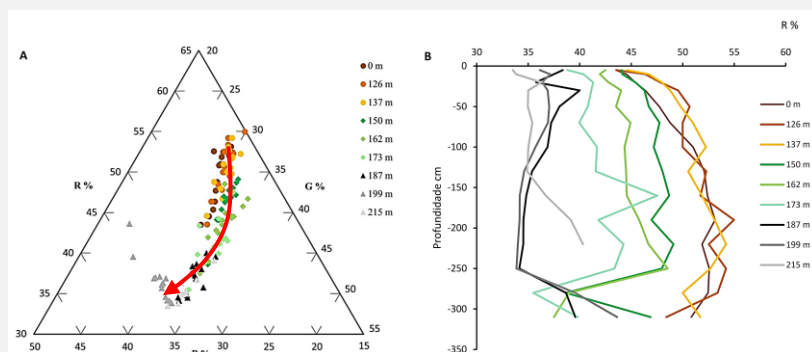 A
65
20
60
25
55
30
50
35
R %
G %
45
40
40
45
35
50
30
55
50
45
40
35
30
25
20
15
0 m
126 m
137 m
150 m
162 m
173 m
187 m
199 m
215 m
B
R %
30
35
40
45
50
55
60
0
-50
-100
-150
-200
-250
-300
-350
Profundidade cm
0 m
126 m
137 m
150 m
162 m
173 m
187 m
199 m
215 m